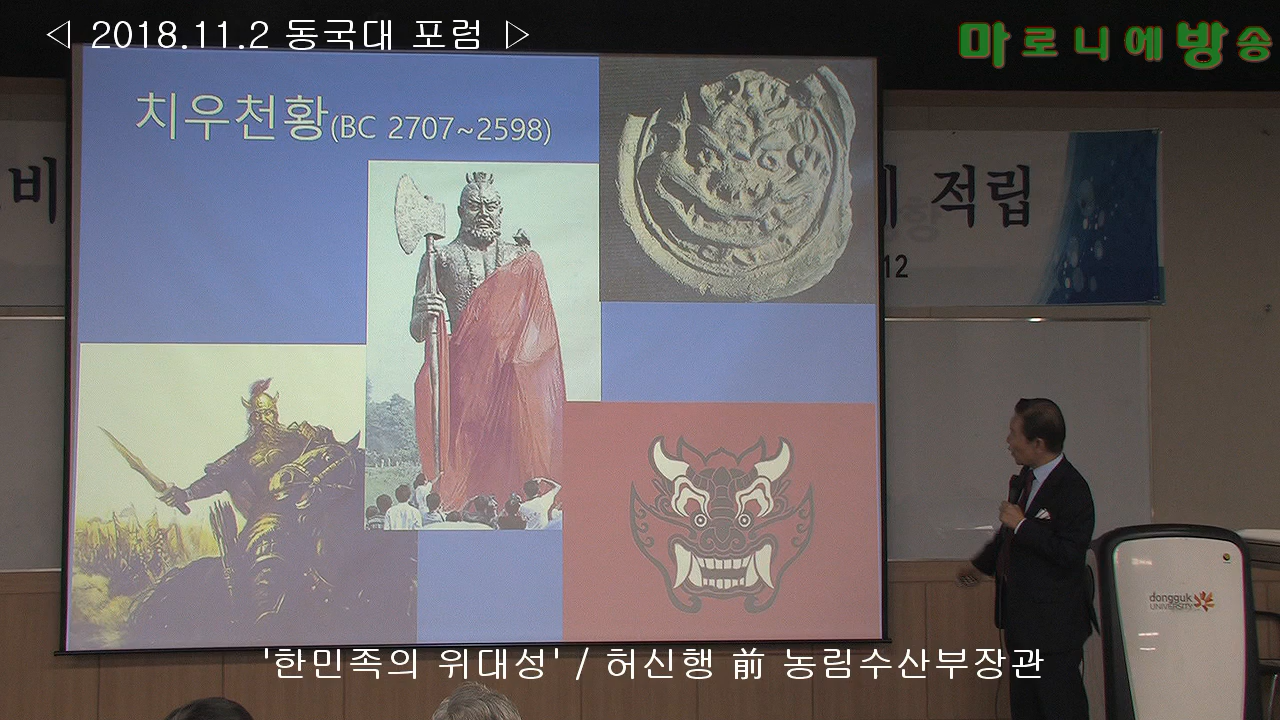 ◁ 2018.11.2 동국대 포럼 ▷
마로니에방송
치우천황(BC 2707~2598)
비
적립
12
dongguk
UNIVERSITY
'한민족의 위대성' / 허신행 前 농림수산부장관